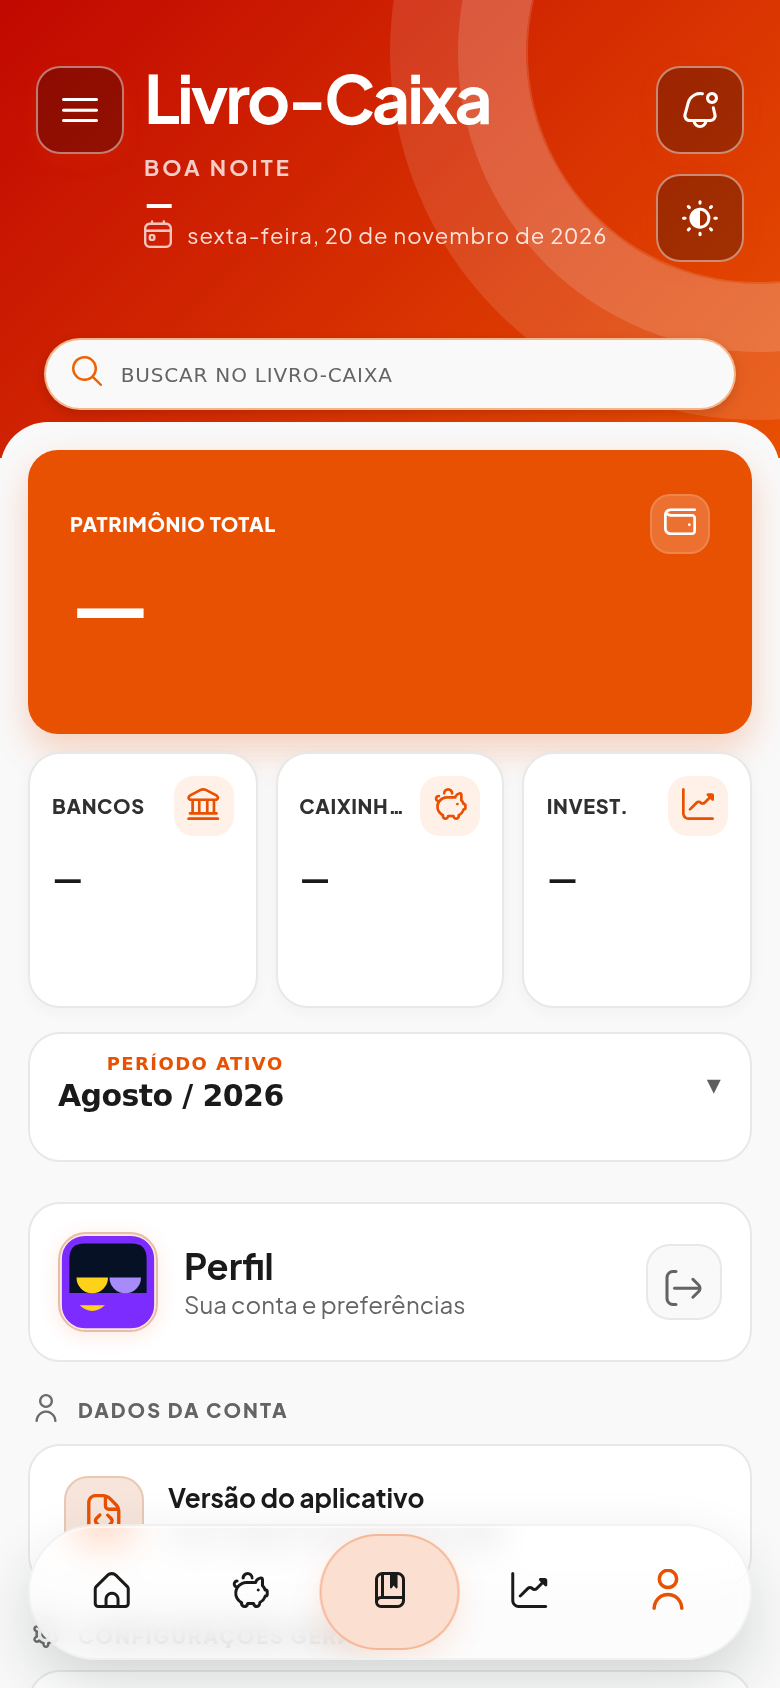 Livro-Caixa
BOA NOITE
—
sexta-feira, 20 de novembro de 2026
BUSCAR NO LIVRO-CAIXA
PATRIMÔNIO TOTAL
—
BANCOS
—
CAIXINH…
—
INVEST.
—
PERÍODO ATIVO
Agosto / 2026
Perfil
Sua conta e preferências
DADOS DA CONTA
Versão do aplicativo